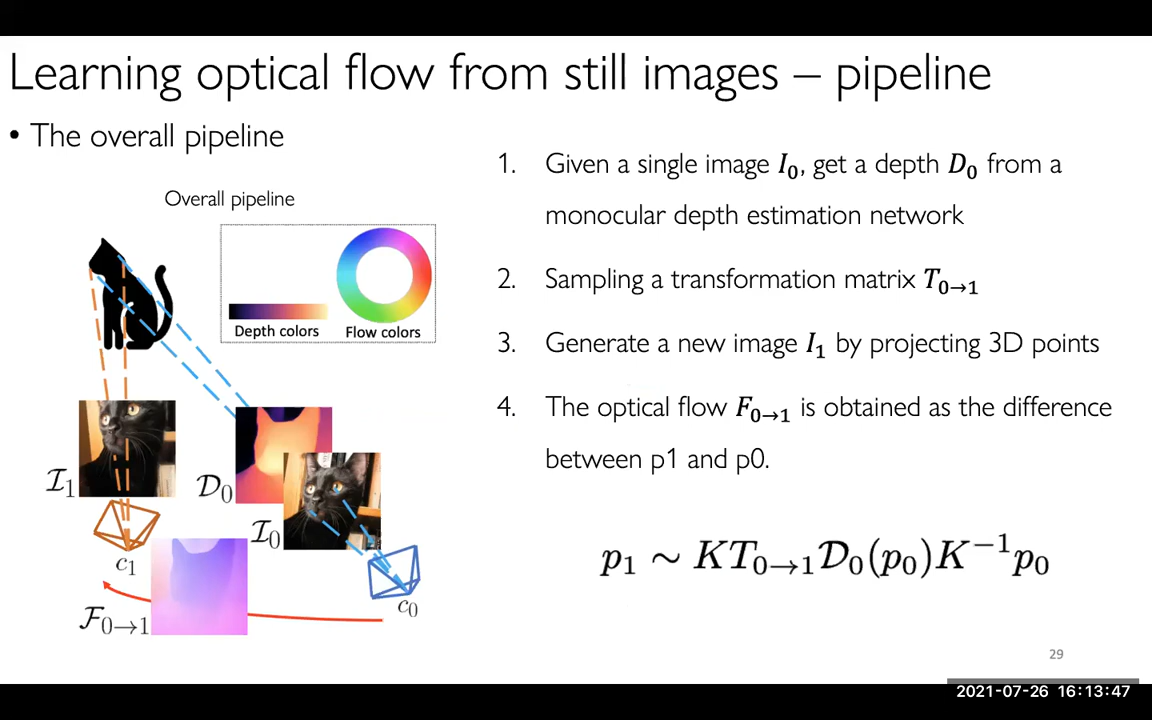 Learning optical flow from still images – pipeline
• The overall pipeline
Overall pipeline
Depth colors
Flow colors
I₁
D₀
I₀
c₁
c₀
F₀→₁
1. Given a single image I₀, get a depth D₀ from a
monocular depth estimation network
2. Sampling a transformation matrix T₀→₁
3. Generate a new image I₁ by projecting 3D points
4. The optical flow F₀→₁ is obtained as the difference
between p1 and p0.
p₁ ∼ KT₀→₁D₀(p₀)K⁻¹p₀
29
2021-07-26 16:13:47